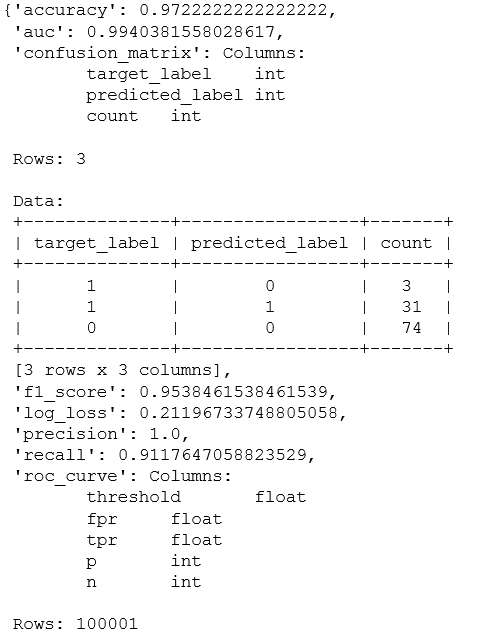 {'accuracy': 0.9722222222222222,
'auc': 0.9940381558028617,
'confusion_matrix': Columns:
target_label int
predicted_label int
count int
Rows: 3
Data:
+--------------+-----------------+-------+
| target_label | predicted_label | count |
+--------------+-----------------+-------+
| 1 | 0 | 3 |
| 1 | 1 | 31 |
| 0 | 0 | 74 |
+--------------+-----------------+-------+
[3 rows x 3 columns],
'f1_score': 0.9538461538461539,
'log_loss': 0.21196733748805058,
'precision': 1.0,
'recall': 0.9117647058823529,
'roc_curve': Columns:
threshold float
fpr float
tpr float
p int
n int
Rows: 100001